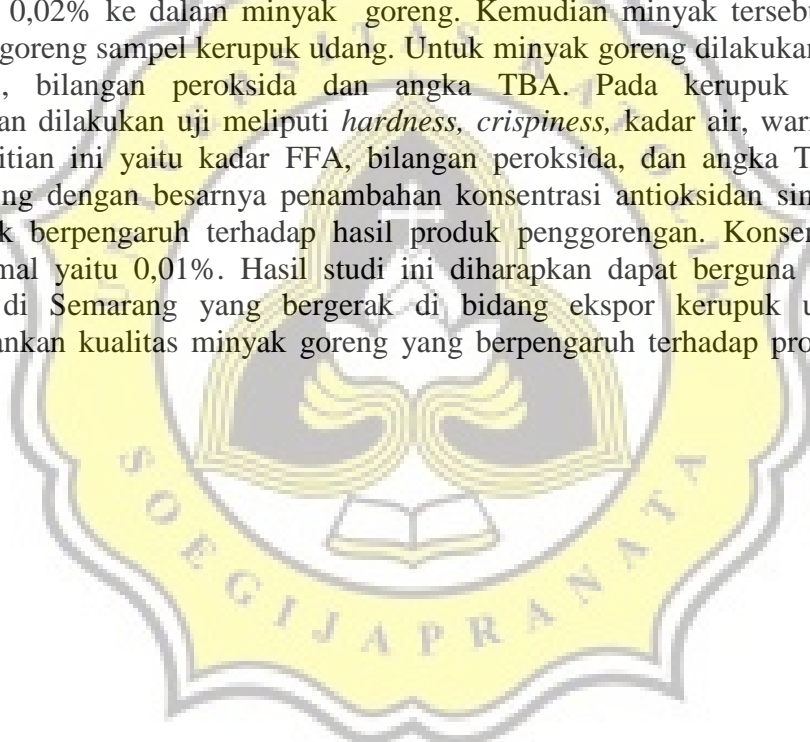 0,02% ke dalam minyak goreng. Kemudian minyak tersebu
goreng sampel kerupuk udang. Untuk minyak goreng dilakukan
, bilangan peroksida dan angka TBA. Pada kerupuk
an dilakukan uji meliputi hardness, crispiness, kadar air, war
itian ini yaitu kadar FFA, bilangan peroksida, dan angka T
ng dengan besarnya penambahan konsentrasi antioksidan sin
k berpengaruh terhadap hasil produk penggorengan. Konsen
mal yaitu 0,01%. Hasil studi ini diharapkan dapat berguna
di Semarang yang bergerak di bidang ekspor kerupuk u
ankan kualitas minyak goreng yang berpengaruh terhadap pro
SOEGIJAPRANATA